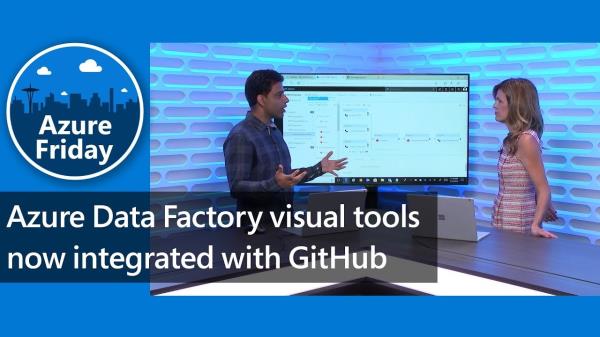 Azure
Friday
Azure Data Factory visual tools
now integrated with GitHub